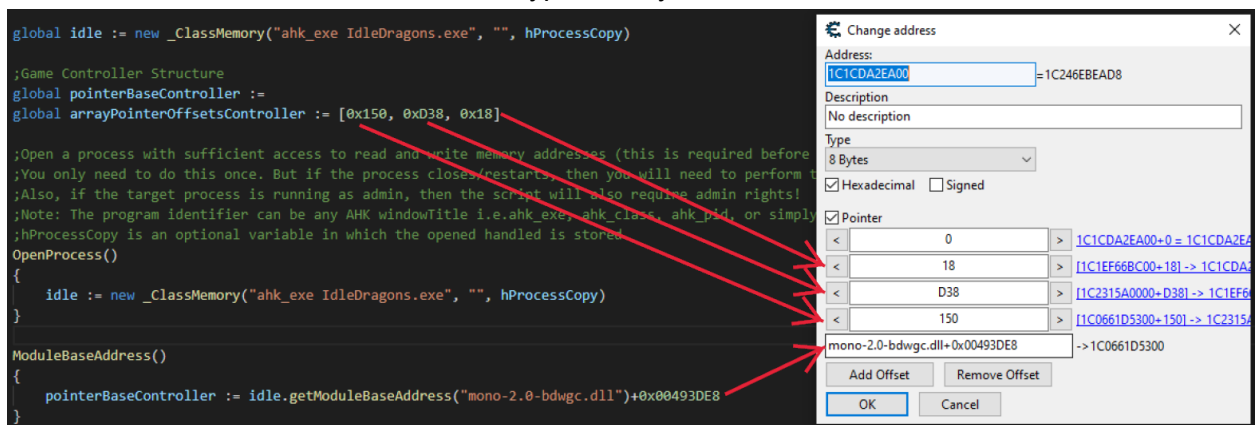 global idle := new _ClassMemory("ahk_exe IdleDragons.exe", "", hProcessCopy)
;Game Controller Structure
global pointerBaseController :=
global arrayPointerOffsetsController := [0x150, 0xD38, 0x18]
;Open a process with sufficient access to read and write memory addresses (this is required before
;You only need to do this once. But if the process closes/restarts, then you will need to perform t
;Also, if the target process is running as admin, then the script will also require admin rights!
;Note: The program identifier can be any AHK windowTitle i.e.ahk_exe, ahk_class, ahk_pid, or simply
;hProcessCopy is an optional variable in which the opened handled is stored.
OpenProcess()
{
idle := new _ClassMemory("ahk_exe IdleDragons.exe", "", hProcessCopy)
}
ModuleBaseAddress()
{
pointerBaseController := idle.getModuleBaseAddress("mono-2.0-bdwgc.dll")+0x00493DE8
}
Change address
Address:
1C1CDA2EA00 =1C246EBEAD8
Description
No description
Type
8 Bytes
Hexadecimal Signed
Pointer
< 0 > 1C1CDA2EA00+0 = 1C1CDA2EA
< 18 > [1C1EF66BC00+18] -> 1C1CDA2
< D38 > [1C2315A0000+D38] -> 1C1EF66
< 150 > [1C0661D5300+150] -> 1C2315A
mono-2.0-bdwgc.dll+0x00493DE8 ->1C0661D5300
Add Offset Remove Offset
OK Cancel